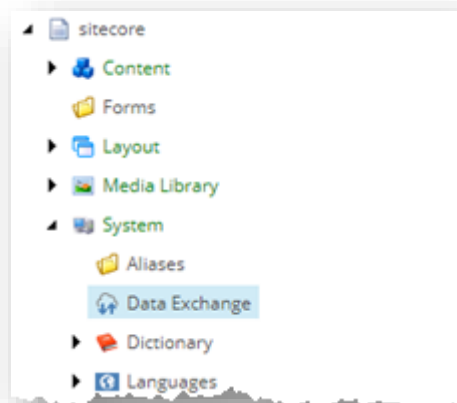 sitecore
Content
Forms
Layout
Media Library
System
Aliases
Data Exchange
Dictionary
Languages